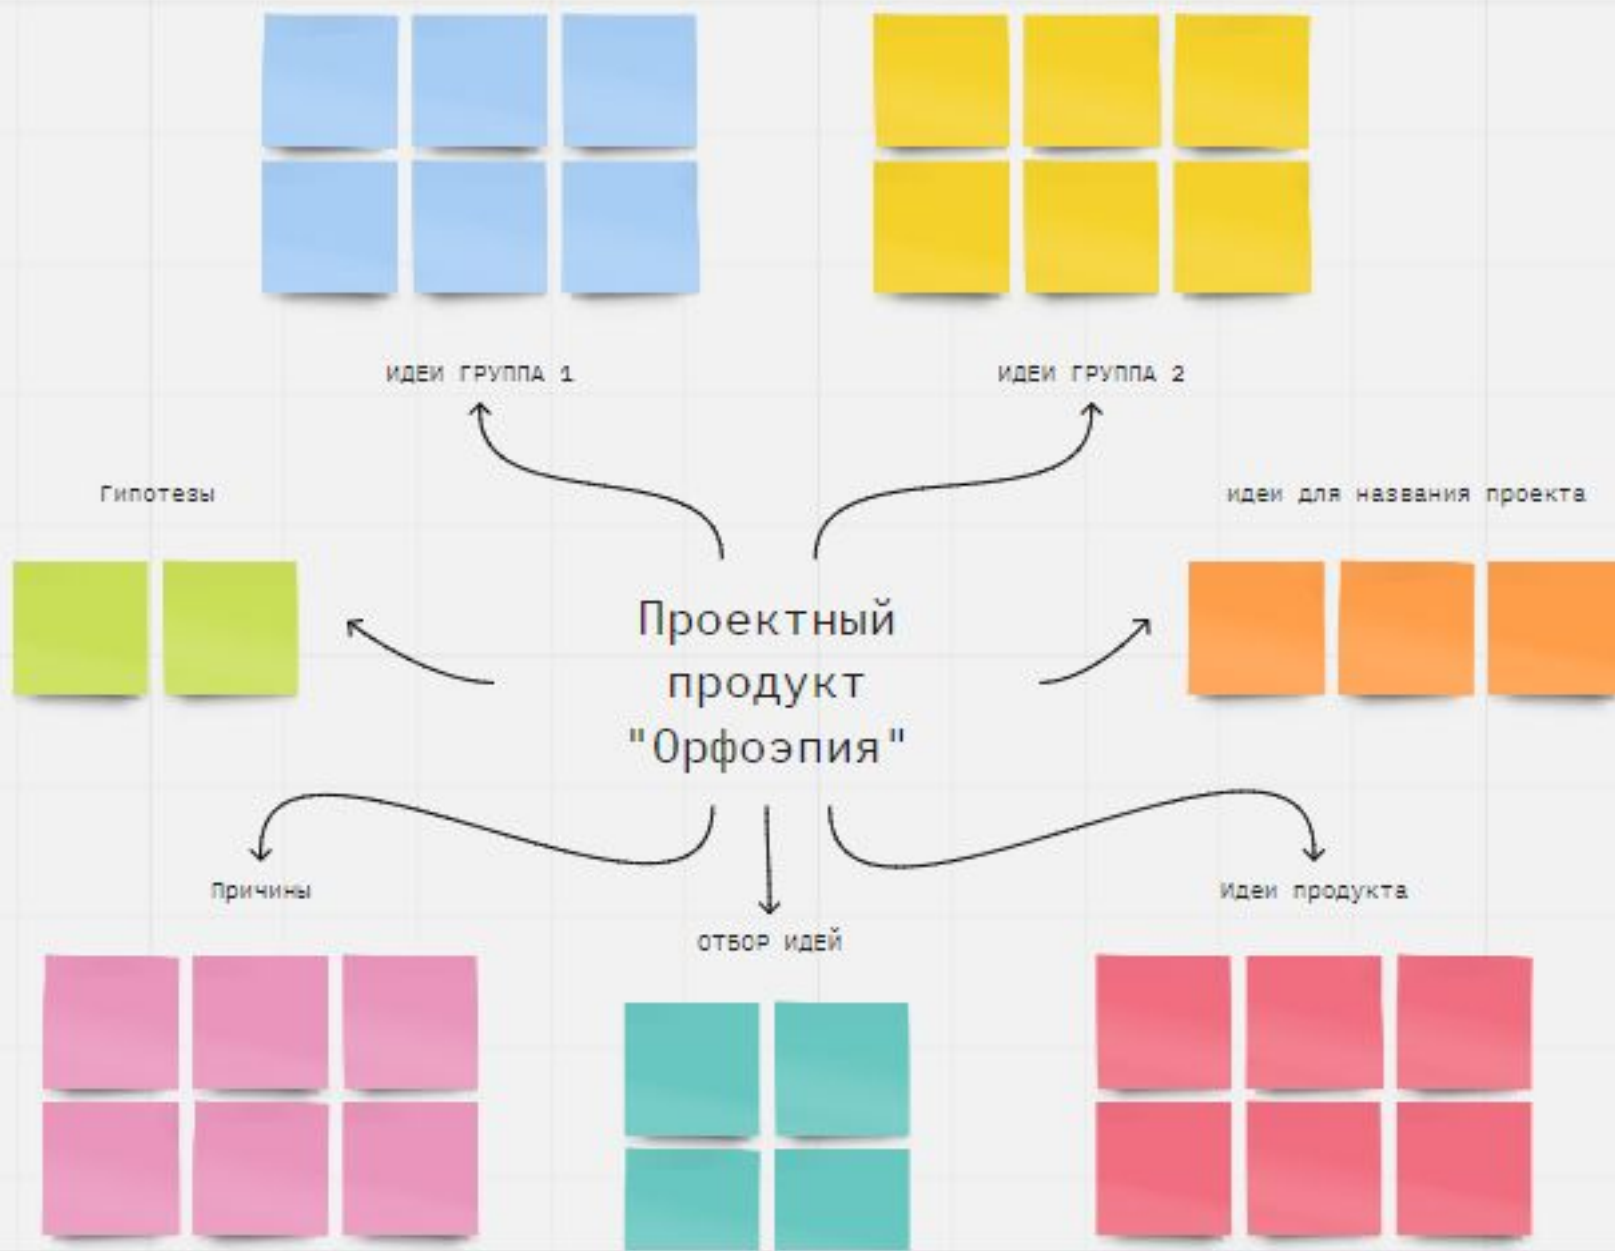 ИДЕИ ГРУППА 1
ИДЕИ ГРУППА 2
Гипотезы
идеи для названия проекта
Проектный
продукт
"Орфоэпия"
Причины
Идеи продукта
ОТБОР ИДЕЙ